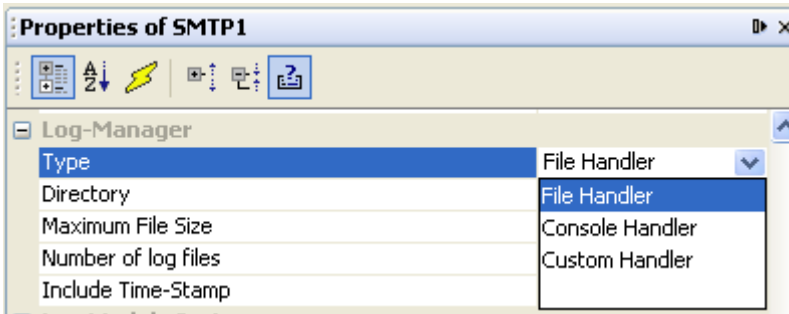 Properties of SMTP1
Log-Manager
Type File Handler
Directory File Handler
Maximum File Size Console Handler
Number of log files Custom Handler
Include Time-Stamp